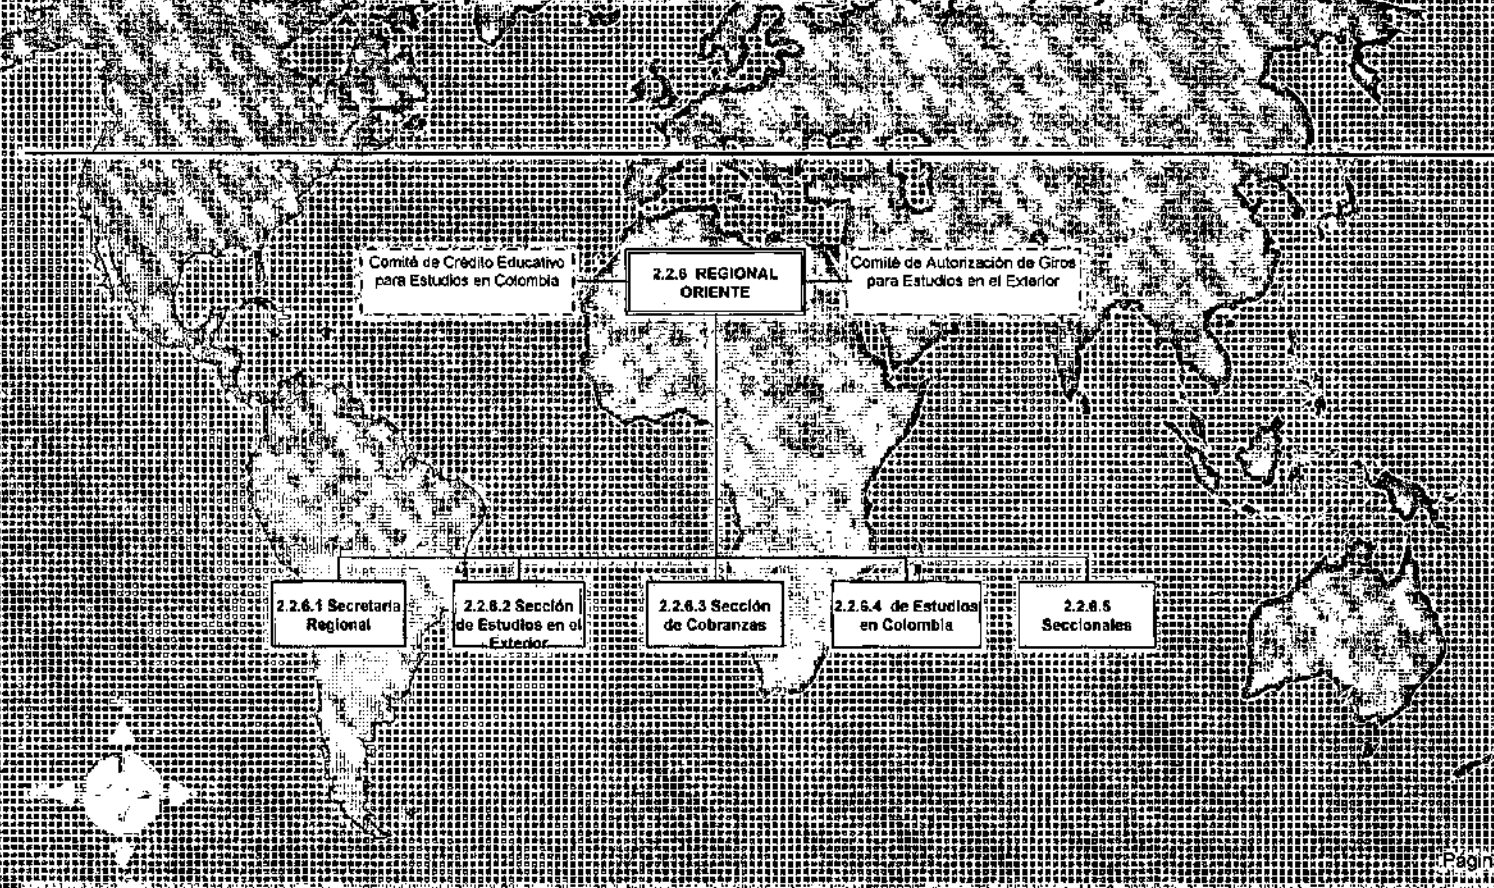 Comité de Crédito Educativo
para Estudios en Colombia
2.2.6 REGIONAL
ORIENTE
Comité de Autorización de Giros
para Estudios en el Exterior
2.2.6.1 Secretaria
Regional
2.2.6.2 Sección
de Estudios en el
Exterior
2.2.6.3 Sección
de Cobranzas
2.2.6.4 de Estudios
en Colombia
2.2.6.5
Seccionales
Págin